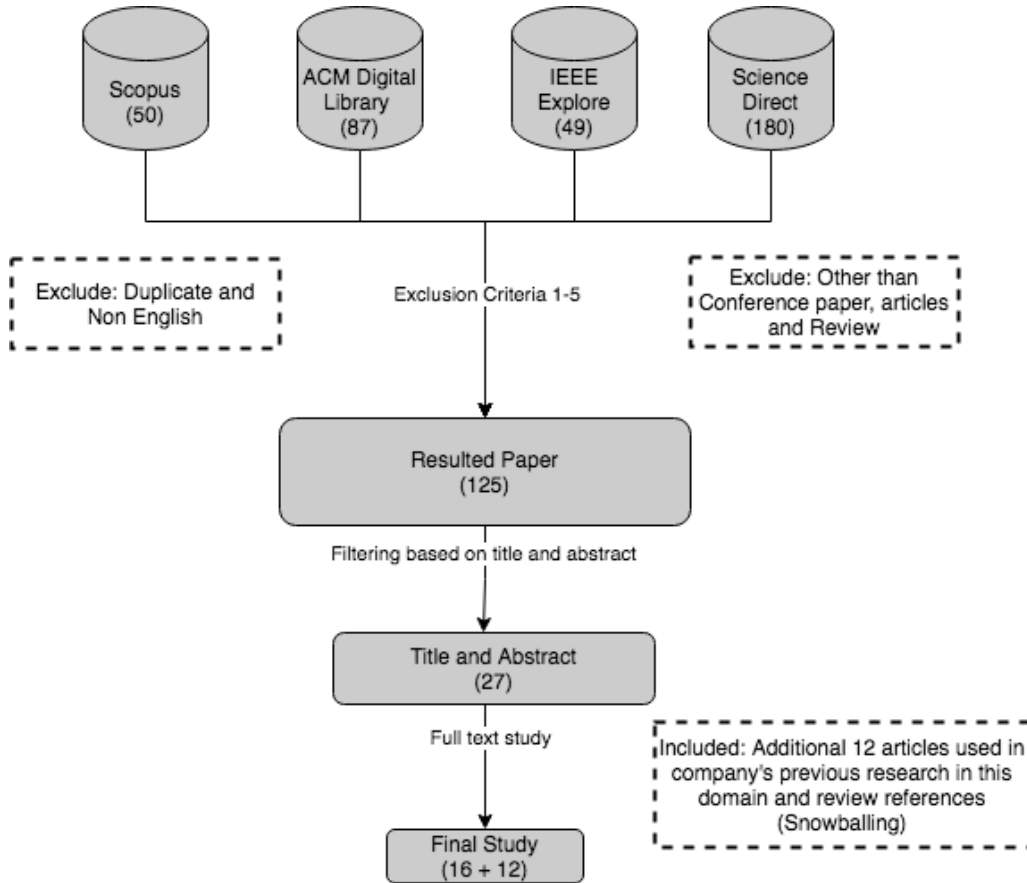 Scopus
(50)
ACM Digital
Library
(87)
IEEE
Explore
(49)
Science
Direct
(180)
Exclude: Duplicate and
Non English
Exclusion Criteria 1-5
Exclude: Other than
Conference paper, articles
and Review
Resulted Paper
(125)
Filtering based on title and abstract
Title and Abstract
(27)
Full text study
Included: Additional 12 articles used in
company's previous research in this
domain and review references
(Snowballing)
Final Study
(16 + 12)